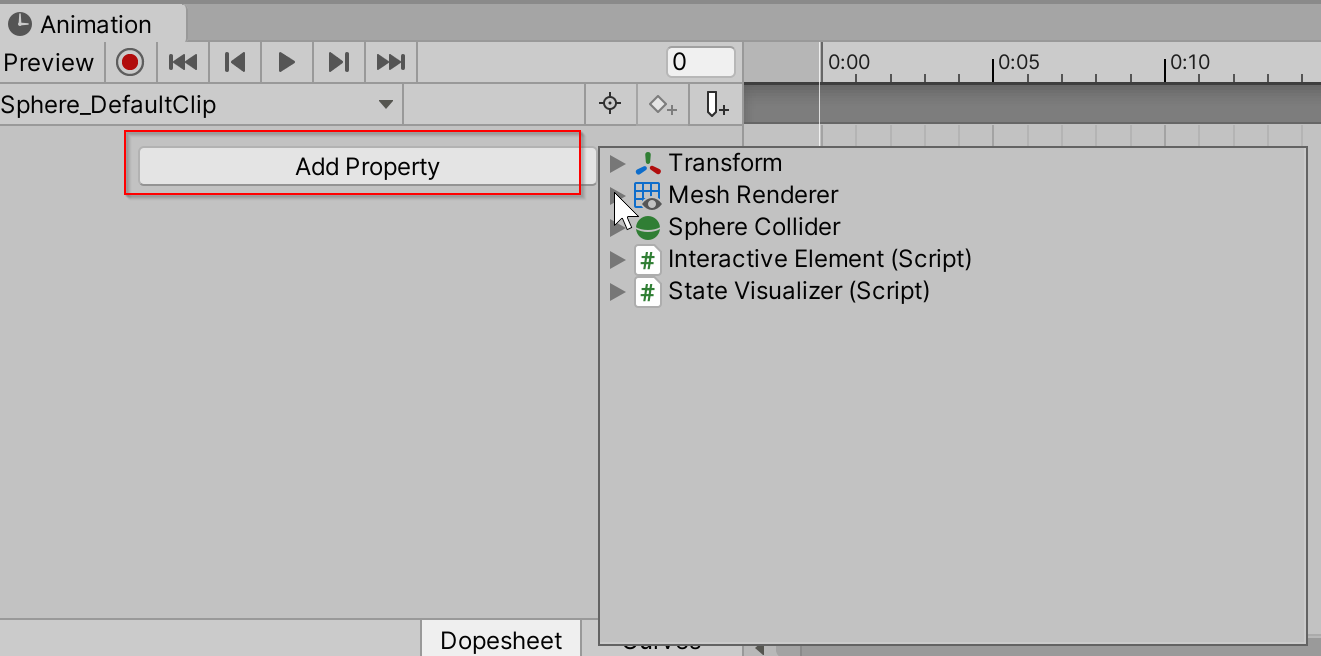 Animation
Preview
0
0:00
0:05
0:10
Sphere_DefaultClip
Add Property
Transform
Mesh Renderer
Sphere Collider
# Interactive Element (Script)
# State Visualizer (Script)
Dopesheet
Curves